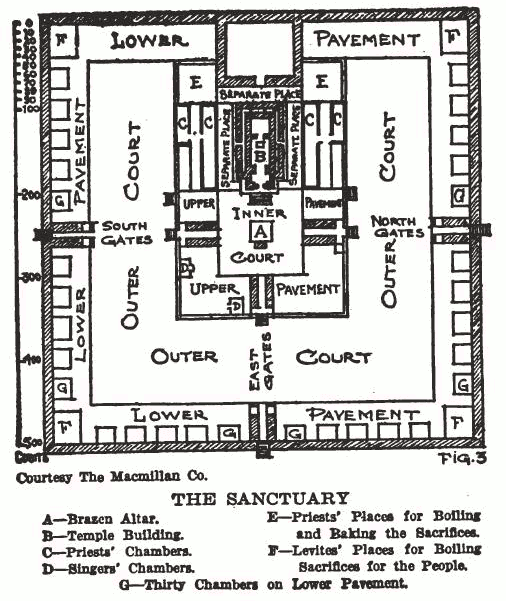 F LOWER PAVEMENT F
E E
SEPARATE PLACE
100
C C C C
PAVEMENT COURT SEPARATE PLACE B SEPARATE PLACE COURT
200
G UPPER PAVEMENT G
INNER
SOUTH GATES A NORTH GATES
COURT
D
300
UPPER PAVEMENT
D
LOWER OUTER OUTER
EAST GATES
OUTER COURT
400
G G
LOWER PAVEMENT
F G G F
500
CUBITS
FIG.3
Courtesy The Macmillan Co.
THE SANCTUARY
A—Brazen Altar.
B—Temple Building.
C—Priests' Chambers.
D—Singers' Chambers.
E—Priests' Places for Boiling
and Baking the Sacrifices.
F—Levites' Places for Boiling
Sacrifices for the People.
G—Thirty Chambers on Lower Pavement.